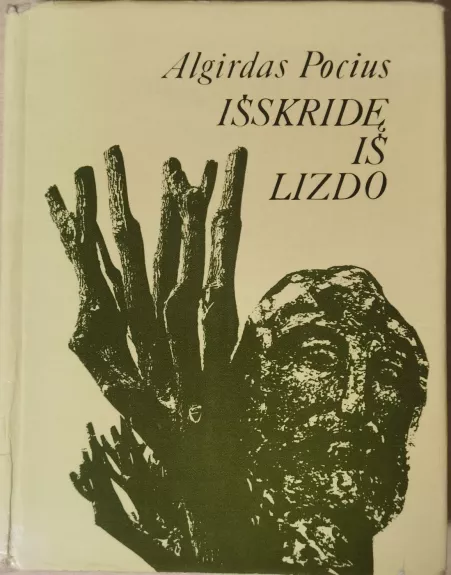 Algirdas Pocius
IŠSKRIDĘ
IŠ
LIZDO